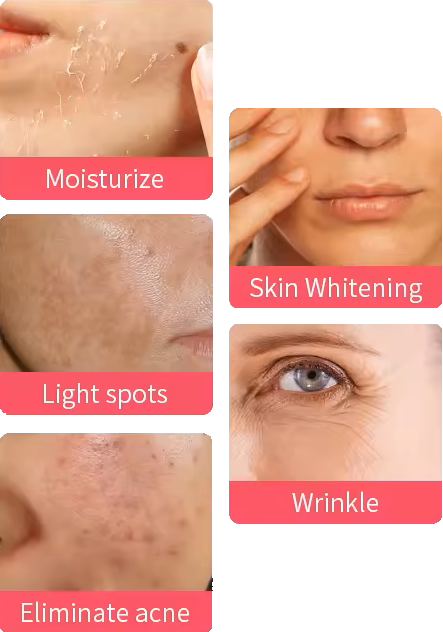 Moisturize
Skin Whitening
Light spots
Wrinkle
Eliminate acne